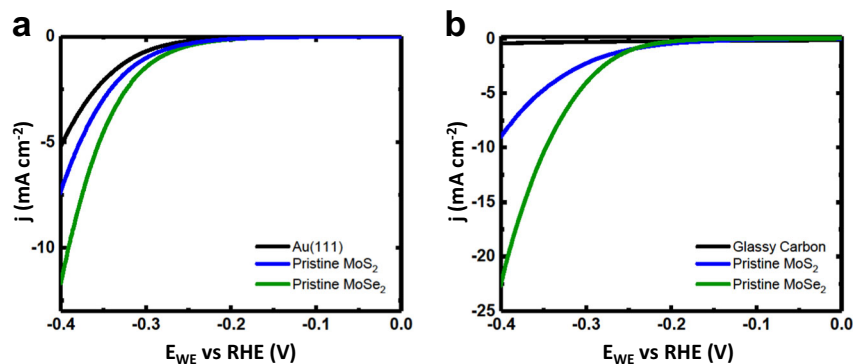 a
0
-5
-10
j (mA cm⁻²)
Au(111)
Pristine MoS₂
Pristine MoSe₂
-0.4 -0.3 -0.2 -0.1 0.0
E_WE vs RHE (V)
b
0
-5
-10
-15
-20
-25
j (mA cm⁻²)
Glassy Carbon
Pristine MoS₂
Pristine MoSe₂
-0.4 -0.3 -0.2 -0.1 0.0
E_WE vs RHE (V)